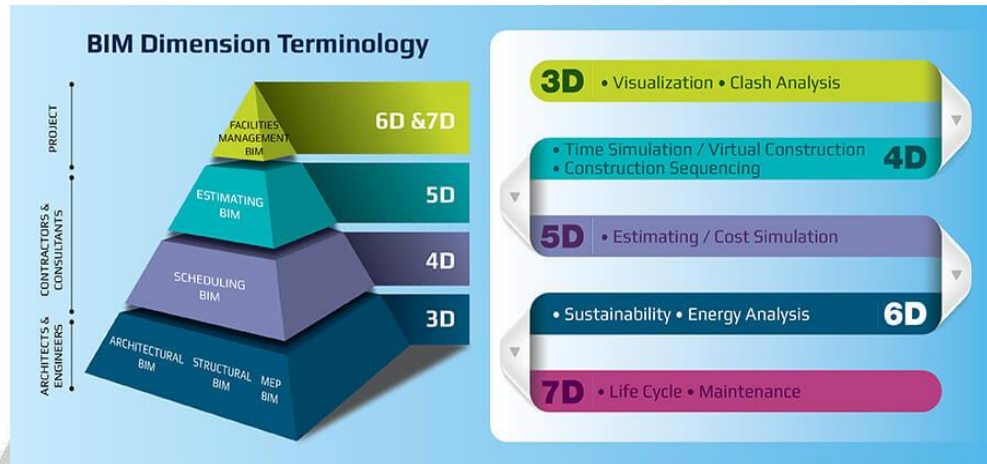 BIM Dimension Terminology
PROJECT
CONTRACTORS &
CONSULTANTS
ARCHITECTS &
ENGINEERS
FACILITIES
MANAGEMENT
BIM
6D &7D
ESTIMATING
BIM
5D
SCHEDULING
BIM
4D
ARCHITECTURAL
BIM
STRUCTURAL
BIM
MEP
BIM
3D
3D • Visualization • Clash Analysis
• Time Simulation / Virtual Construction
• Construction Sequencing
4D
5D • Estimating / Cost Simulation
• Sustainability • Energy Analysis 6D
7D • Life Cycle • Maintenance